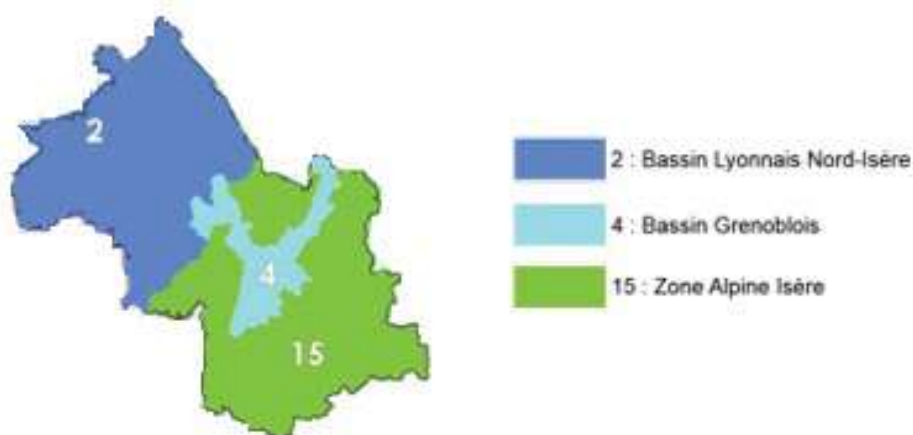 2
4
15
2 : Bassin Lyonnais Nord-Isère
4 : Bassin Grenoblois
15 : Zone Alpine Isère